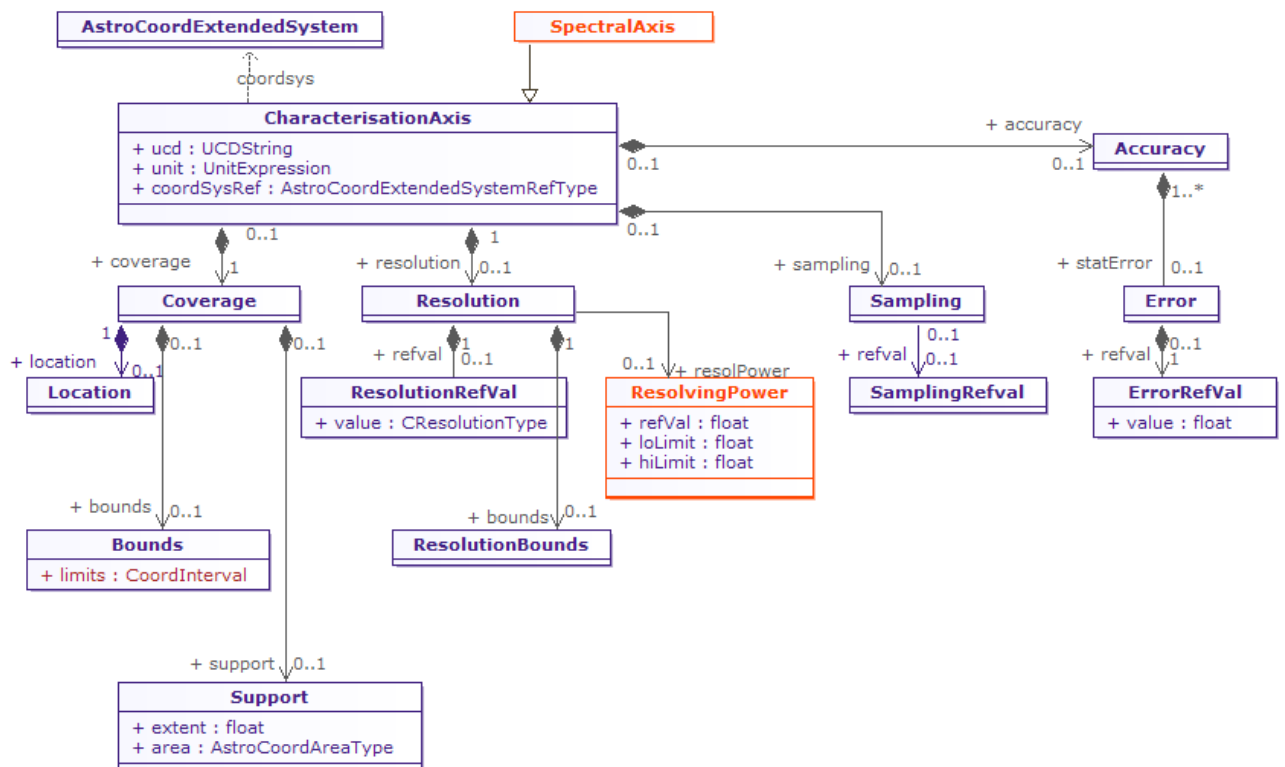 AstroCoordExtendedSystem
SpectralAxis
coordsys
CharacterisationAxis
+ ucd : UCDString
+ unit : UnitExpression
+ coordSysRef : AstroCoordExtendedSystemRefType
+ accuracy
0..1
0..1
Accuracy
1..*
0..1
0..1
1
+ coverage
1
+ resolution
0..1
+ sampling
0..1
+ statError
0..1
Coverage
Resolution
Sampling
Error
1
0..1
0..1
+ location
0..1
1
+ refval
0..1
1
0..1
+ resolPower
0..1
+ refval
0..1
0..1
+ refval
1
Location
ResolutionRefVal
+ value : CResolutionType
ResolvingPower
+ refVal : float
+ loLimit : float
+ hiLimit : float
SamplingRefval
ErrorRefVal
+ value : float
+ bounds
0..1
+ bounds
0..1
Bounds
+ limits : CoordInterval
ResolutionBounds
+ support
0..1
Support
+ extent : float
+ area : AstroCoordAreaType